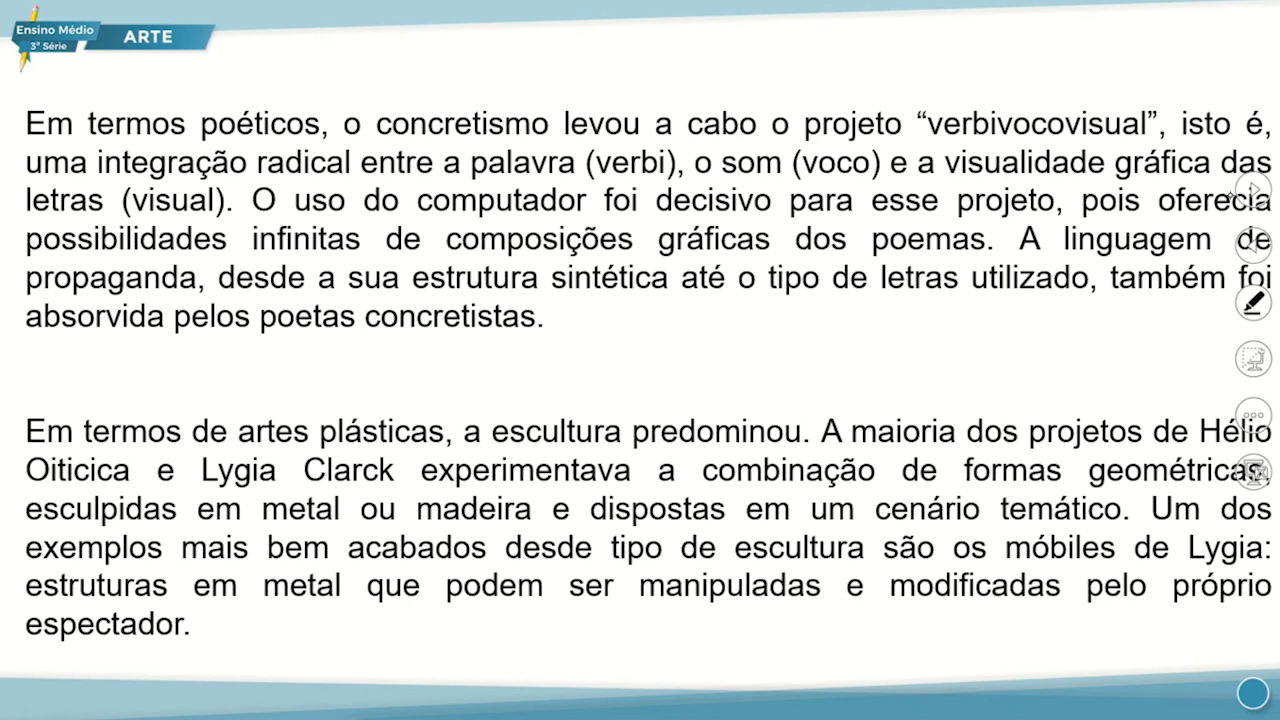 Ensino Médio
3ª Série
ARTE
Em termos poéticos, o concretismo levou a cabo o projeto “verbivocovisual”, isto é,
uma integração radical entre a palavra (verbi), o som (voco) e a visualidade gráfica das
letras (visual). O uso do computador foi decisivo para esse projeto, pois oferecia
possibilidades infinitas de composições gráficas dos poemas. A linguagem de
propaganda, desde a sua estrutura sintética até o tipo de letras utilizado, também foi
absorvida pelos poetas concretistas.
Em termos de artes plásticas, a escultura predominou. A maioria dos projetos de Hélio
Oiticica e Lygia Clarck experimentava a combinação de formas geométricas,
esculpidas em metal ou madeira e dispostas em um cenário temático. Um dos
exemplos mais bem acabados desde tipo de escultura são os móbiles de Lygia:
estruturas em metal que podem ser manipuladas e modificadas pelo próprio
espectador.